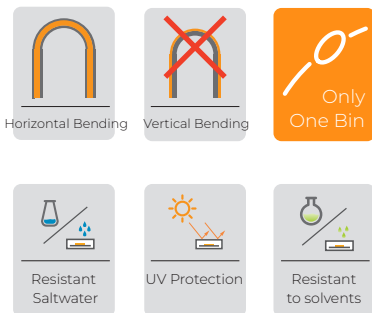 Horizontal Bending
Vertical Bending
Only
One Bin
Resistant
Saltwater
UV Protection
Resistant
to solvents